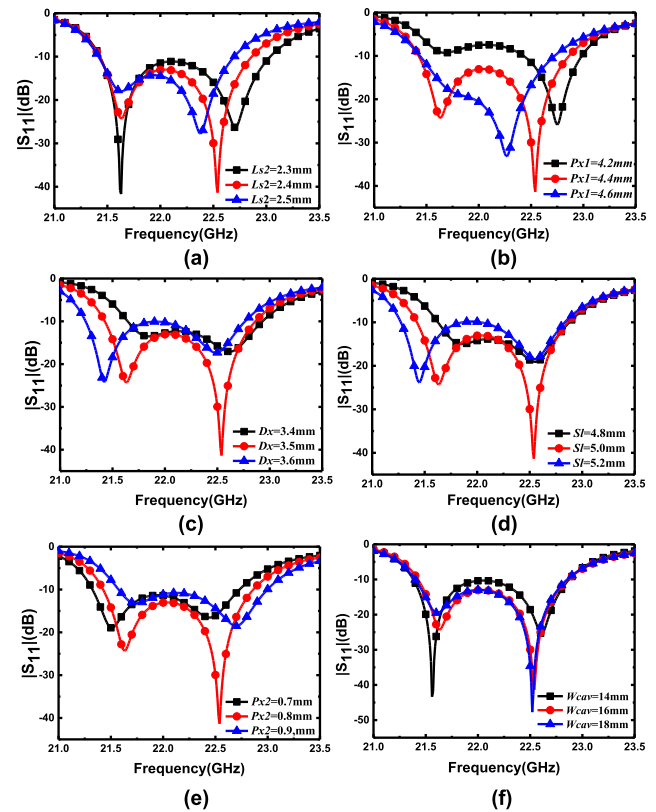 0
-10
-20
-30
-40
|S11|(dB)
Ls2=2.3mm
Ls2=2.4mm
Ls2=2.5mm
21.0 21.5 22.0 22.5 23.0 23.5
Frequency(GHz)
(a)
0
-10
-20
-30
-40
|S11|(dB)
Px1=4.2mm
Px1=4.4mm
Px1=4.6mm
21.0 21.5 22.0 22.5 23.0 23.5
Frequency(GHz)
(b)
0
-10
-20
-30
-40
|S11|(dB)
Dx=3.4mm
Dx=3.5mm
Dx=3.6mm
21.0 21.5 22.0 22.5 23.0 23.5
Frequency(GHz)
(c)
0
-10
-20
-30
-40
|S11|(dB)
Sl=4.8mm
Sl=5.0mm
Sl=5.2mm
21.0 21.5 22.0 22.5 23.0 23.5
Frequency(GHz)
(d)
0
-10
-20
-30
-40
|S11|(dB)
Px2=0.7mm
Px2=0.8mm
Px2=0.9,mm
21.0 21.5 22.0 22.5 23.0 23.5
Frequency(GHz)
(e)
0
-10
-20
-30
-40
-50
|S11|(dB)
Wcav=14mm
Wcav=16mm
Wcav=18mm
21.0 21.5 22.0 22.5 23.0 23.5
Frequency(GHz)
(f)